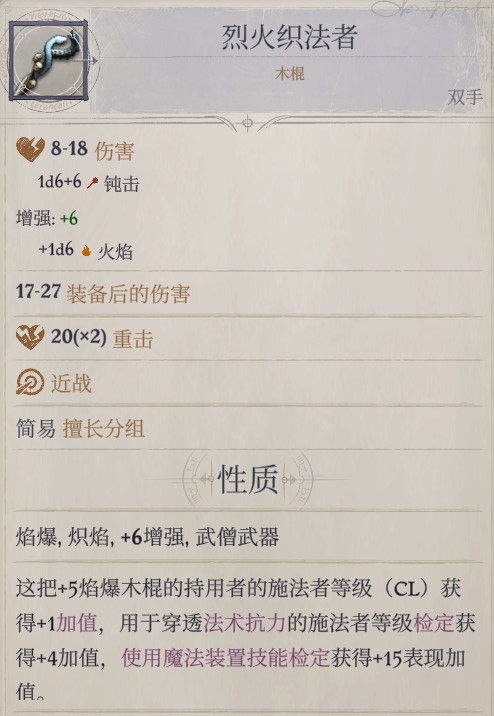 烈火织法者
木棍
双手
8-18 伤害
1d6+6 钝击
增强: +6
+1d6 火焰
17-27 装备后的伤害
20(×2) 重击
近战
简易 擅长分组
性质
焰爆, 炽焰, +6增强, 武僧武器
这把+5焰爆木棍的持用者的施法者等级（CL）获
得+1加值，用于穿透法术抗力的施法者等级检定获
得+4加值，使用魔法装置技能检定获得+15表现加
值。